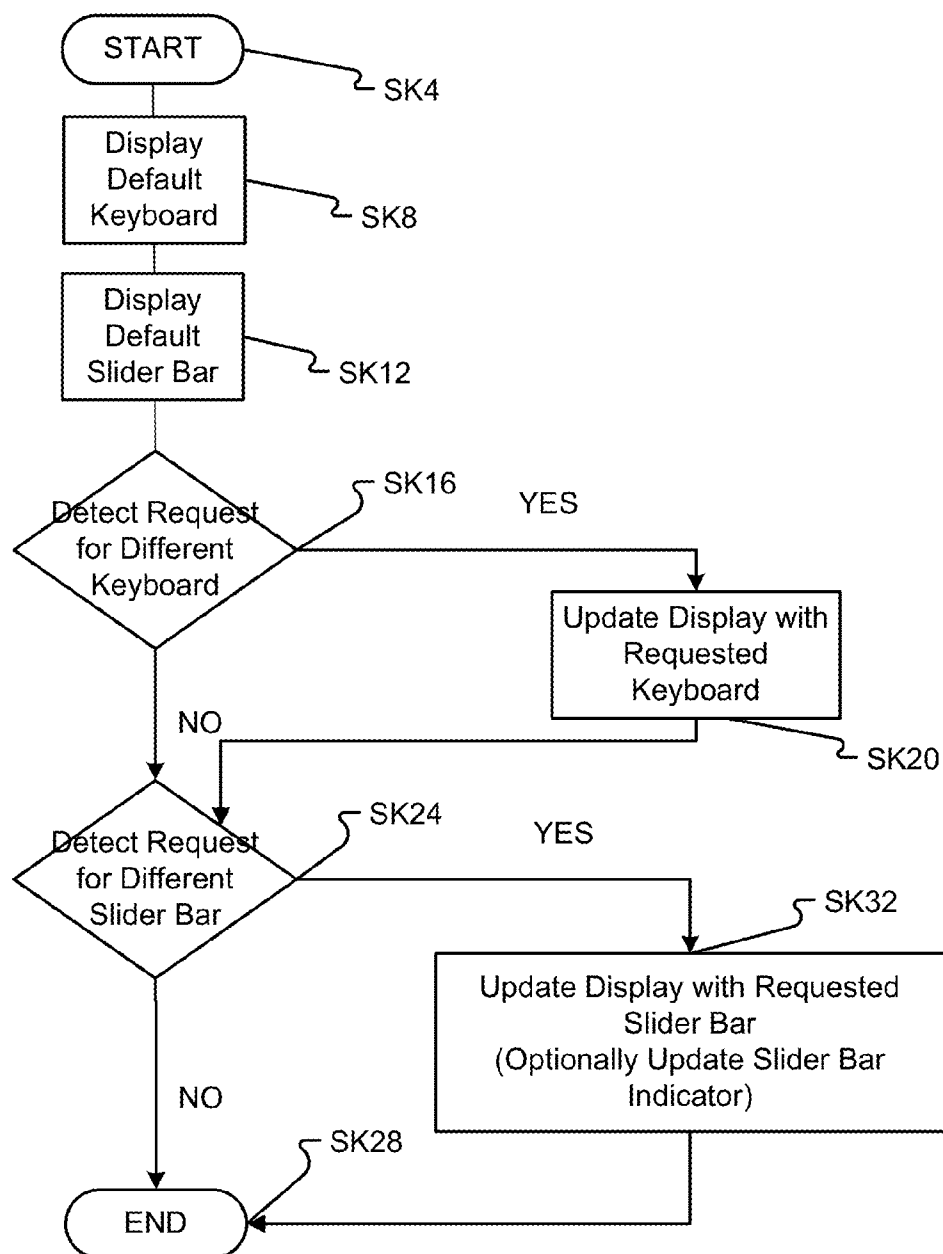 START
SK4
Display
Default
Keyboard
SK8
Display
Default
Slider Bar
SK12
SK16
YES
Detect Request
for Different
Keyboard
Update Display with
Requested
Keyboard
NO
SK20
SK24
YES
Detect Request
for Different
Slider Bar
SK32
Update Display with Requested
Slider Bar
(Optionally Update Slider Bar
Indicator)
NO
SK28
END